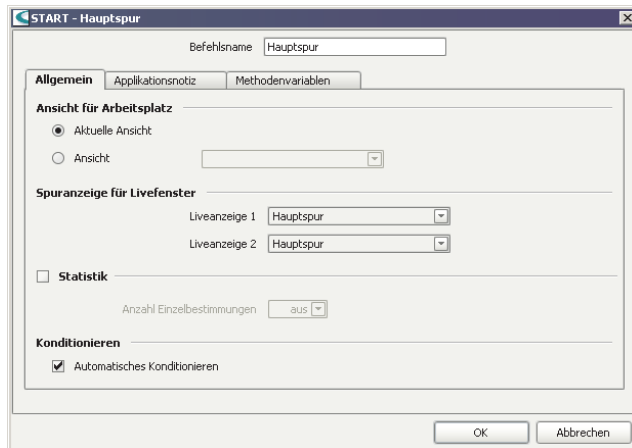 START - Hauptspur
Befehlsname Hauptspur
Allgemein Applikationsnotiz Methodenvariablen
Ansicht für Arbeitsplatz
Aktuelle Ansicht
Ansicht
Spuranzeige für Livefenster
Liveanzeige 1 Hauptspur
Liveanzeige 2 Hauptspur
Statistik
Anzahl Einzelbestimmungen aus
Konditionieren
Automatisches Konditionieren
OK Abbrechen